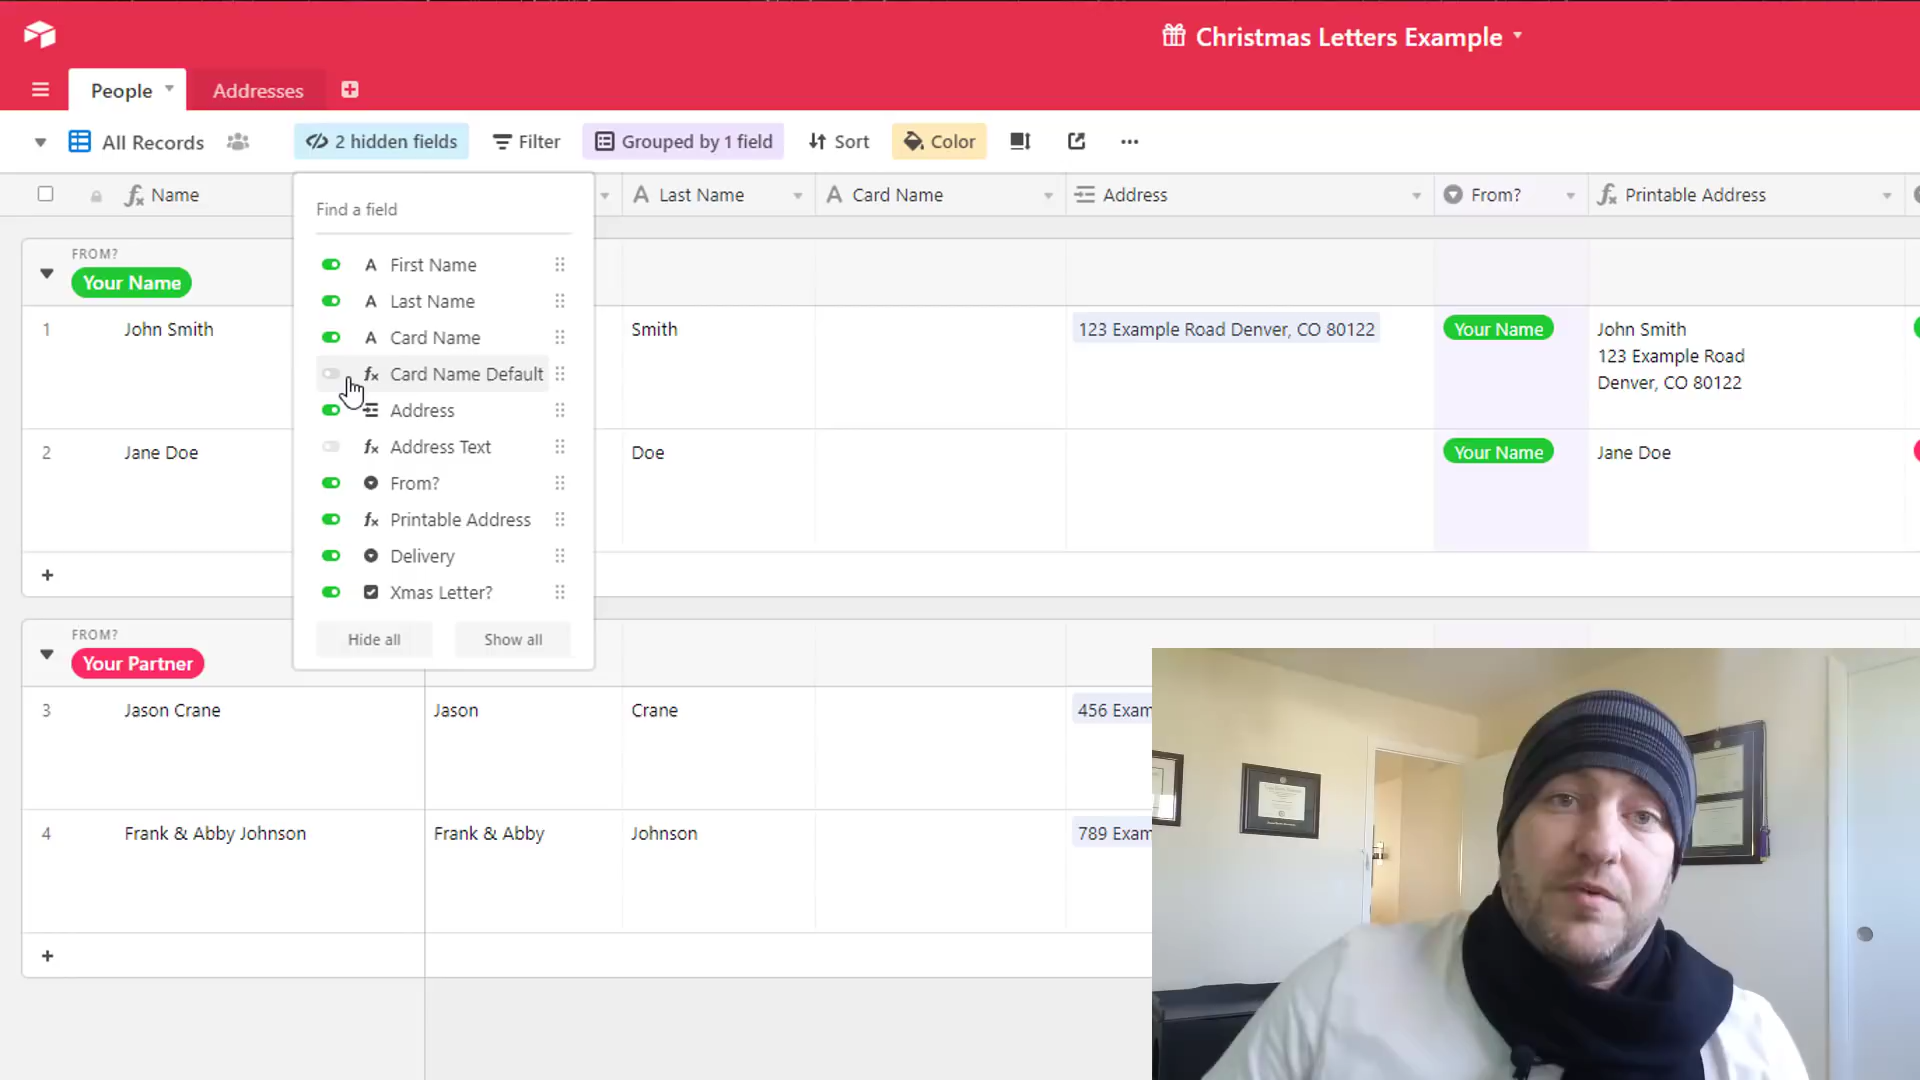 Christmas Letters Example
People
Addresses
All Records
2 hidden fields
Filter
Grouped by 1 field
Sort
Color
Name
Last Name
Card Name
Address
From?
Printable Address
Find a field
First Name
Last Name
Card Name
Card Name Default
Address
Address Text
From?
Printable Address
Delivery
Xmas Letter?
Hide all
Show all
FROM?
Your Name
1
John Smith
Smith
123 Example Road Denver, CO 80122
Your Name
John Smith
123 Example Road
Denver, CO 80122
2
Jane Doe
Doe
Your Name
Jane Doe
FROM?
Your Partner
3
Jason Crane
Jason
Crane
456 Exam
4
Frank & Abby Johnson
Frank & Abby
Johnson
789 Exam